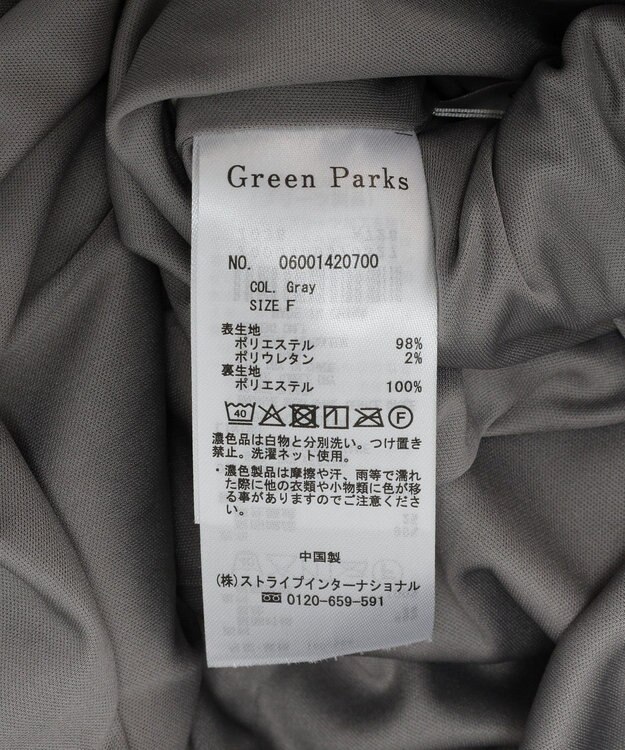 Green Parks
NO. 06001420700
COL. Gray
SIZE F
表生地
ポリエステル 98%
ポリウレタン 2%
裏生地
ポリエステル 100%
40 F
濃色品は白物と分別洗い。つけ置き
禁止。洗濯ネット使用。
・濃色製品は摩擦や汗、雨等で濡れ
た際に他の衣類や小物類に色が移
る事がありますのでご注意くださ
い。
中国製
(株)ストライプインターナショナル
0120-659-591